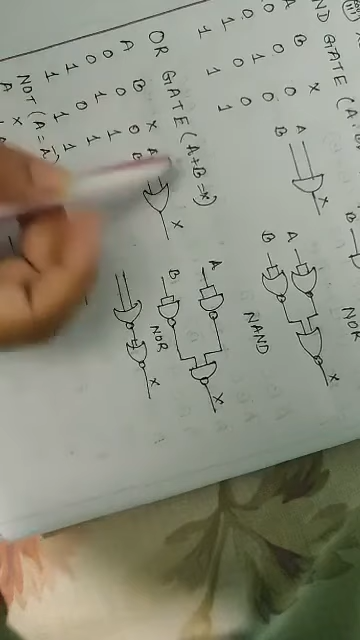 NOR
ND GATE (A.B
A B X
0 0 0
0 1 0
1 0 0
1 1 1
A
B
X
B
A
B
X
OR GATE (A+B=X)
NAND
A B X
0 0 0
0 1 1
1 0 1
1 1 1
A
X
A
B
X
NOR
X
NOT (A=A̅)
A X